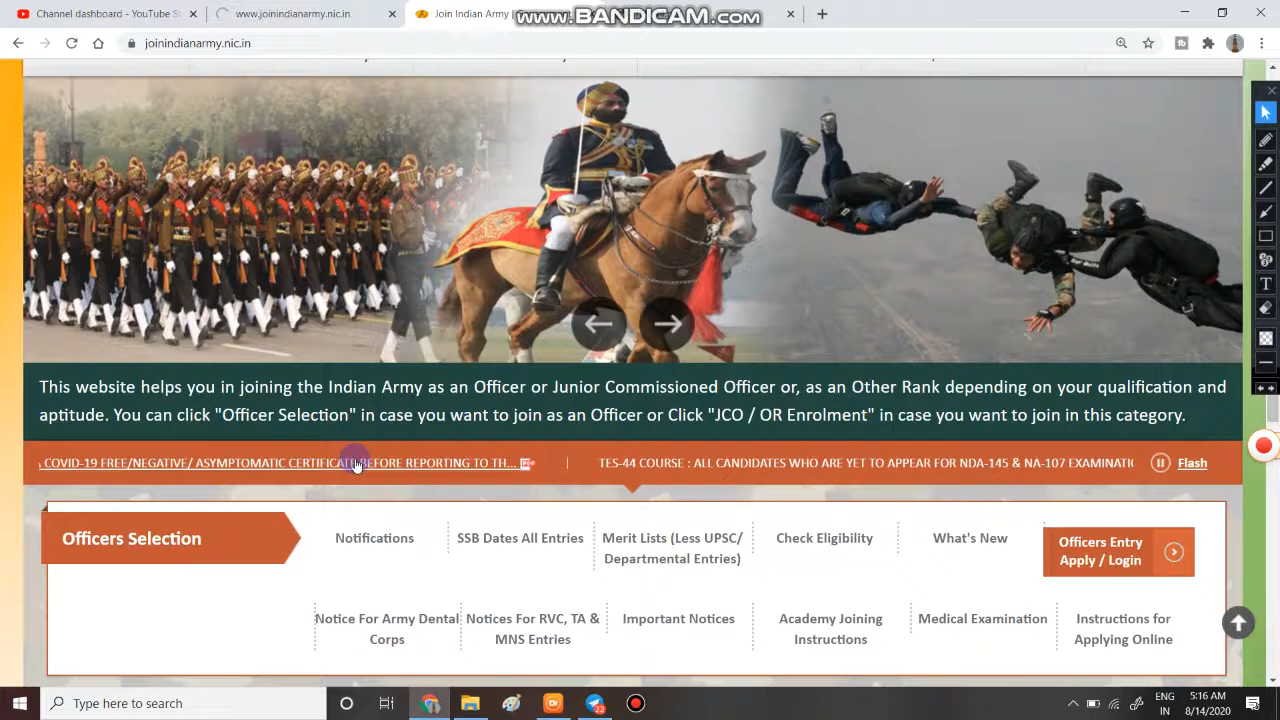 Dashboard - YouTube St
www.joinindianarmy.nic.in
Join Indian Army |
www.BANDICAM.com
joinindianarmy.nic.in
This website helps you in joining the Indian Army as an Officer or Junior Commissioned Officer or, as an Other Rank depending on your qualification and
aptitude. You can click "Officer Selection" in case you want to join as an Officer or Click "JCO / OR Enrolment" in case you want to join in this category.
COVID-19 FREE/NEGATIVE/ ASYMPTOMATIC CERTIFICATE BEFORE REPORTING TO TH... | TES-44 COURSE : ALL CANDIDATES WHO ARE YET TO APPEAR FOR NDA-145 & NA-107 EXAMINATIC Flash
Officers Selection
Notifications
SSB Dates All Entries
Merit Lists (Less UPSC/
Departmental Entries)
Check Eligibility
What's New
Officers Entry
Apply / Login
Notice For Army Dental
Corps
Notices For RVC, TA &
MNS Entries
Important Notices
Academy Joining
Instructions
Medical Examination
Instructions for
Applying Online
Type here to search
22
ENG
IN
5:16 AM
8/14/2020